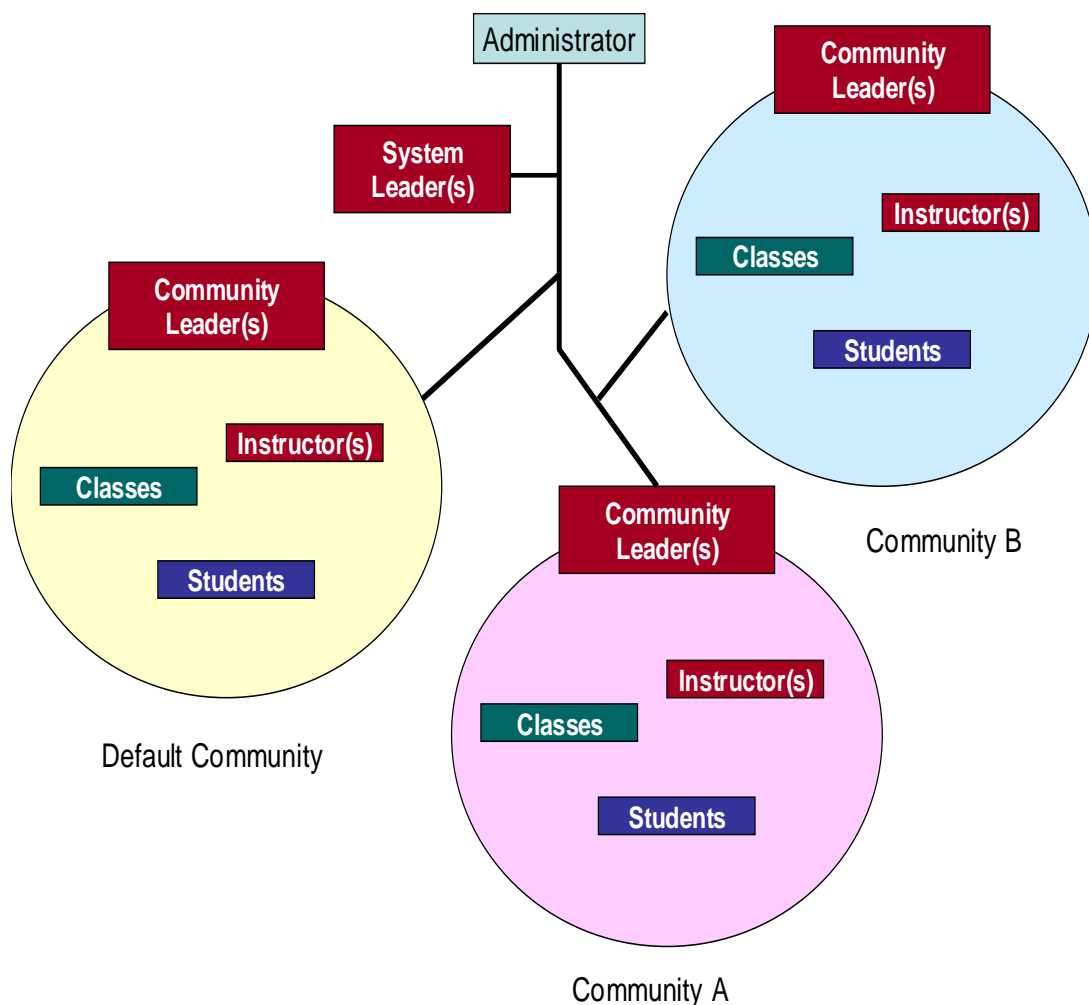 Administrator
Community
Leader(s)
System
Leader(s)
Instructor(s)
Classes
Students
Community B
Community
Leader(s)
Instructor(s)
Classes
Students
Default Community
Community
Leader(s)
Instructor(s)
Classes
Students
Community A